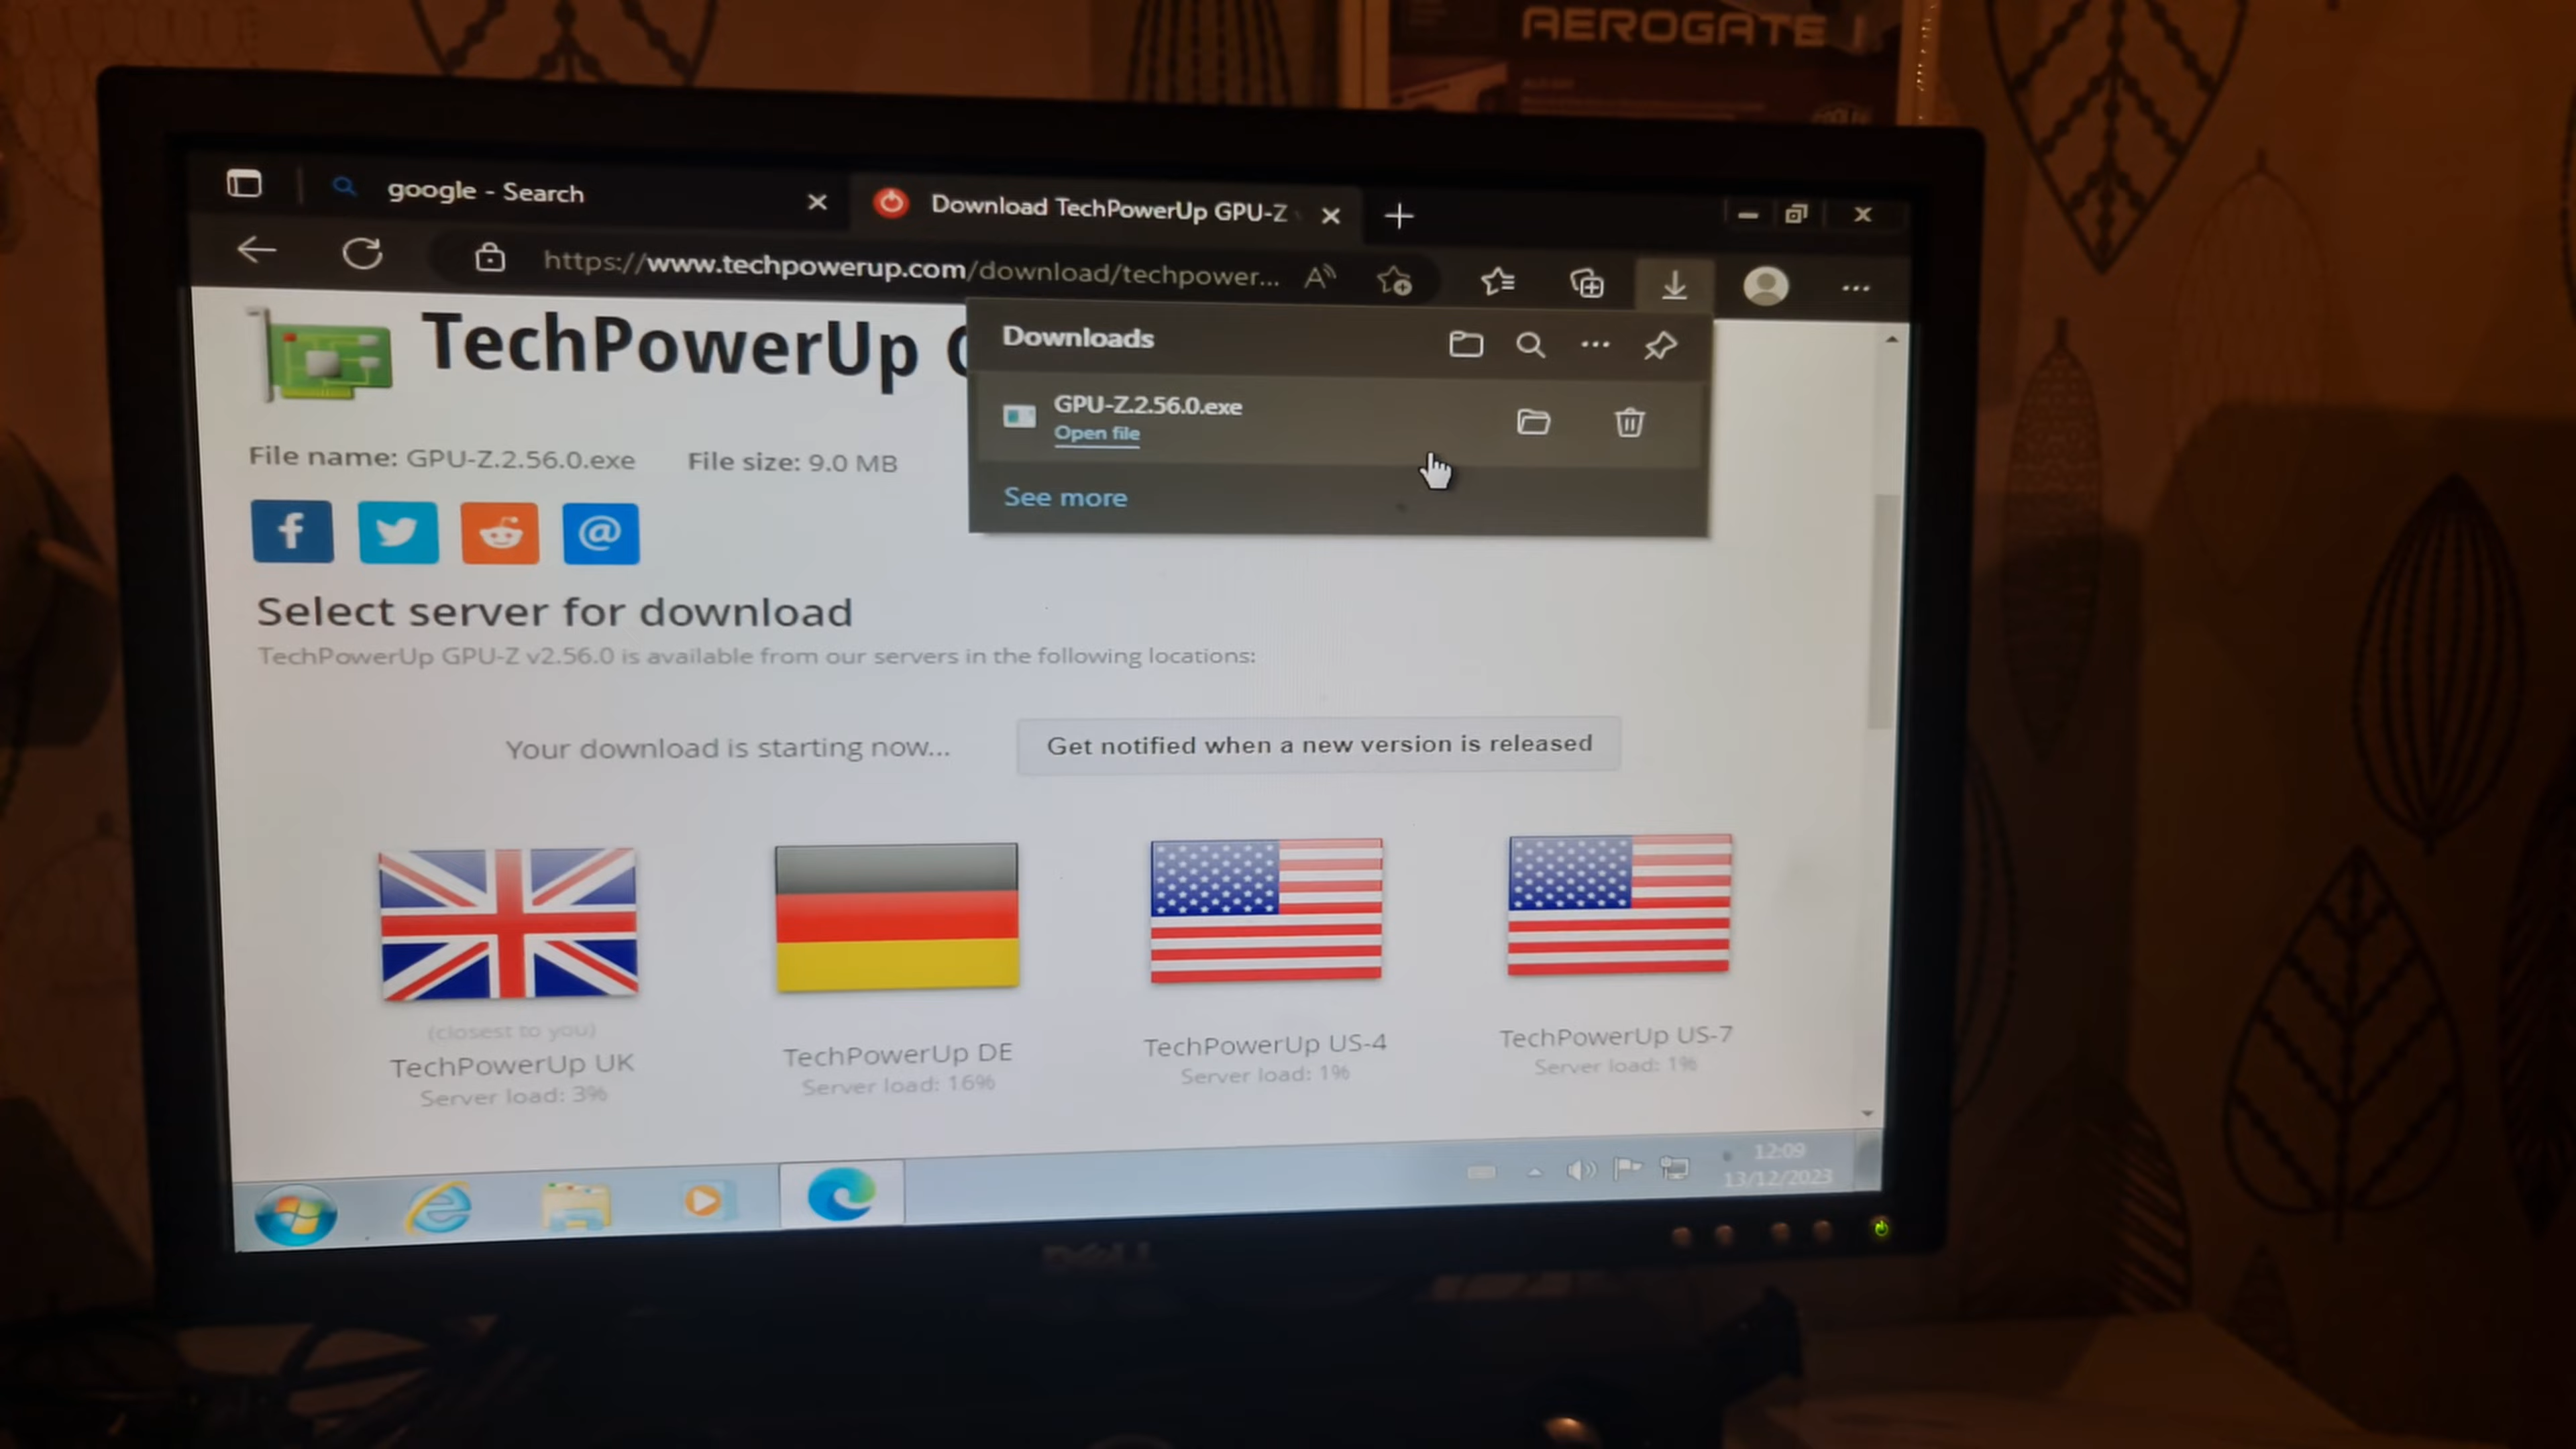 AEROGATE I
google - Search
Download TechPowerUp GPU-Z
https://www.techpowerup.com/download/techpower...
Downloads
TechPowerUp
GPU-Z.2.56.0.exe
Open file
File name: GPU-Z.2.56.0.exe
File size: 9.0 MB
See more
Select server for download
TechPowerUp GPU-Z v2.56.0 is available from our servers in the following locations:
Your download is starting now...
Get notified when a new version is released
(closest to you)
TechPowerUp UK
Server load: 3%
TechPowerUp DE
Server load: 16%
TechPowerUp US-4
Server load: 1%
TechPowerUp US-7
Server load: 1%
12:09
13/12/2023
DELL